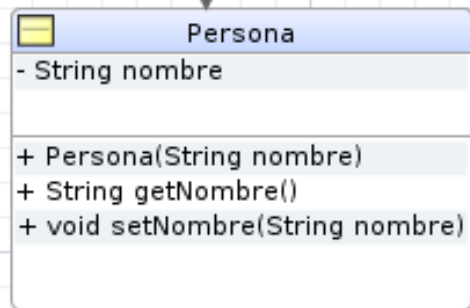 Persona
- String nombre
+ Persona(String nombre)
+ String getNombre()
+ void setNombre(String nombre)